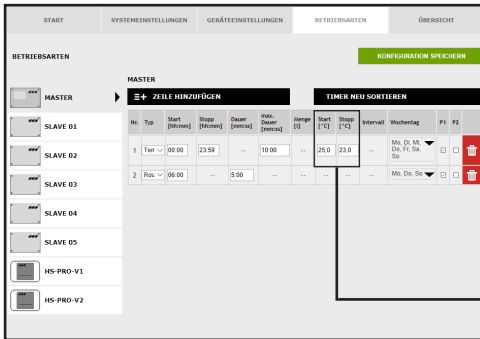 START SYSTEMEINSTELLUNGEN GERÄTEEINSTELLUNGEN BETRIEBSARTEN ÜBERSICHT
BETRIEBSARTEN
KONFIGURATION SPEICHERN
MASTER
MASTER
ZEILE HINZUFÜGEN
TIMER NEU SORTIEREN
Nr. Typ Start [hh:mm] Stopp [hh:mm] Dauer [mm:ss] max. Dauer [mm:ss] menge [l] Start [°C] Stopp [°C] Intervall Wochentag P1 P2
1 Tem 00:00 23:59 -- 10:00 -- 25,0 23,0 -- Mo, Di, Mi, Do, Fr, Sa, So
2 Rou 06:00 -- 5:00 -- -- -- -- -- Mo, Do, So
SLAVE 01
SLAVE 02
SLAVE 03
SLAVE 04
SLAVE 05
HS-PRO-V1
HS-PRO-V2